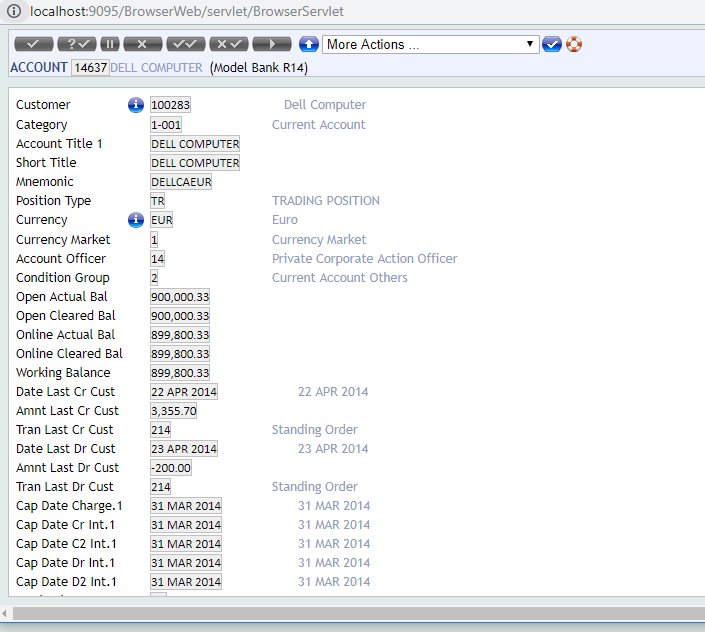 localhost:9095/BrowserWeb/servlet/BrowserServlet
More Actions ...
ACCOUNT 14637 DELL COMPUTER (Model Bank R14)
Customer 100283 Dell Computer
Category 1-001 Current Account
Account Title 1 DELL COMPUTER
Short Title DELL COMPUTER
Mnemonic DELLCAEUR
Position Type TR TRADING POSITION
Currency EUR Euro
Currency Market 1 Currency Market
Account Officer 14 Private Corporate Action Officer
Condition Group 2 Current Account Others
Open Actual Bal 900,000.33
Open Cleared Bal 900,000.33
Online Actual Bal 899,800.33
Online Cleared Bal 899,800.33
Working Balance 899,800.33
Date Last Cr Cust 22 APR 2014 22 APR 2014
Amnt Last Cr Cust 3,355.70
Tran Last Cr Cust 214 Standing Order
Date Last Dr Cust 23 APR 2014 23 APR 2014
Amnt Last Dr Cust -200.00
Tran Last Dr Cust 214 Standing Order
Cap Date Charge.1 31 MAR 2014 31 MAR 2014
Cap Date Cr Int.1 31 MAR 2014 31 MAR 2014
Cap Date C2 Int.1 31 MAR 2014 31 MAR 2014
Cap Date Dr Int.1 31 MAR 2014 31 MAR 2014
Cap Date D2 Int.1 31 MAR 2014 31 MAR 2014